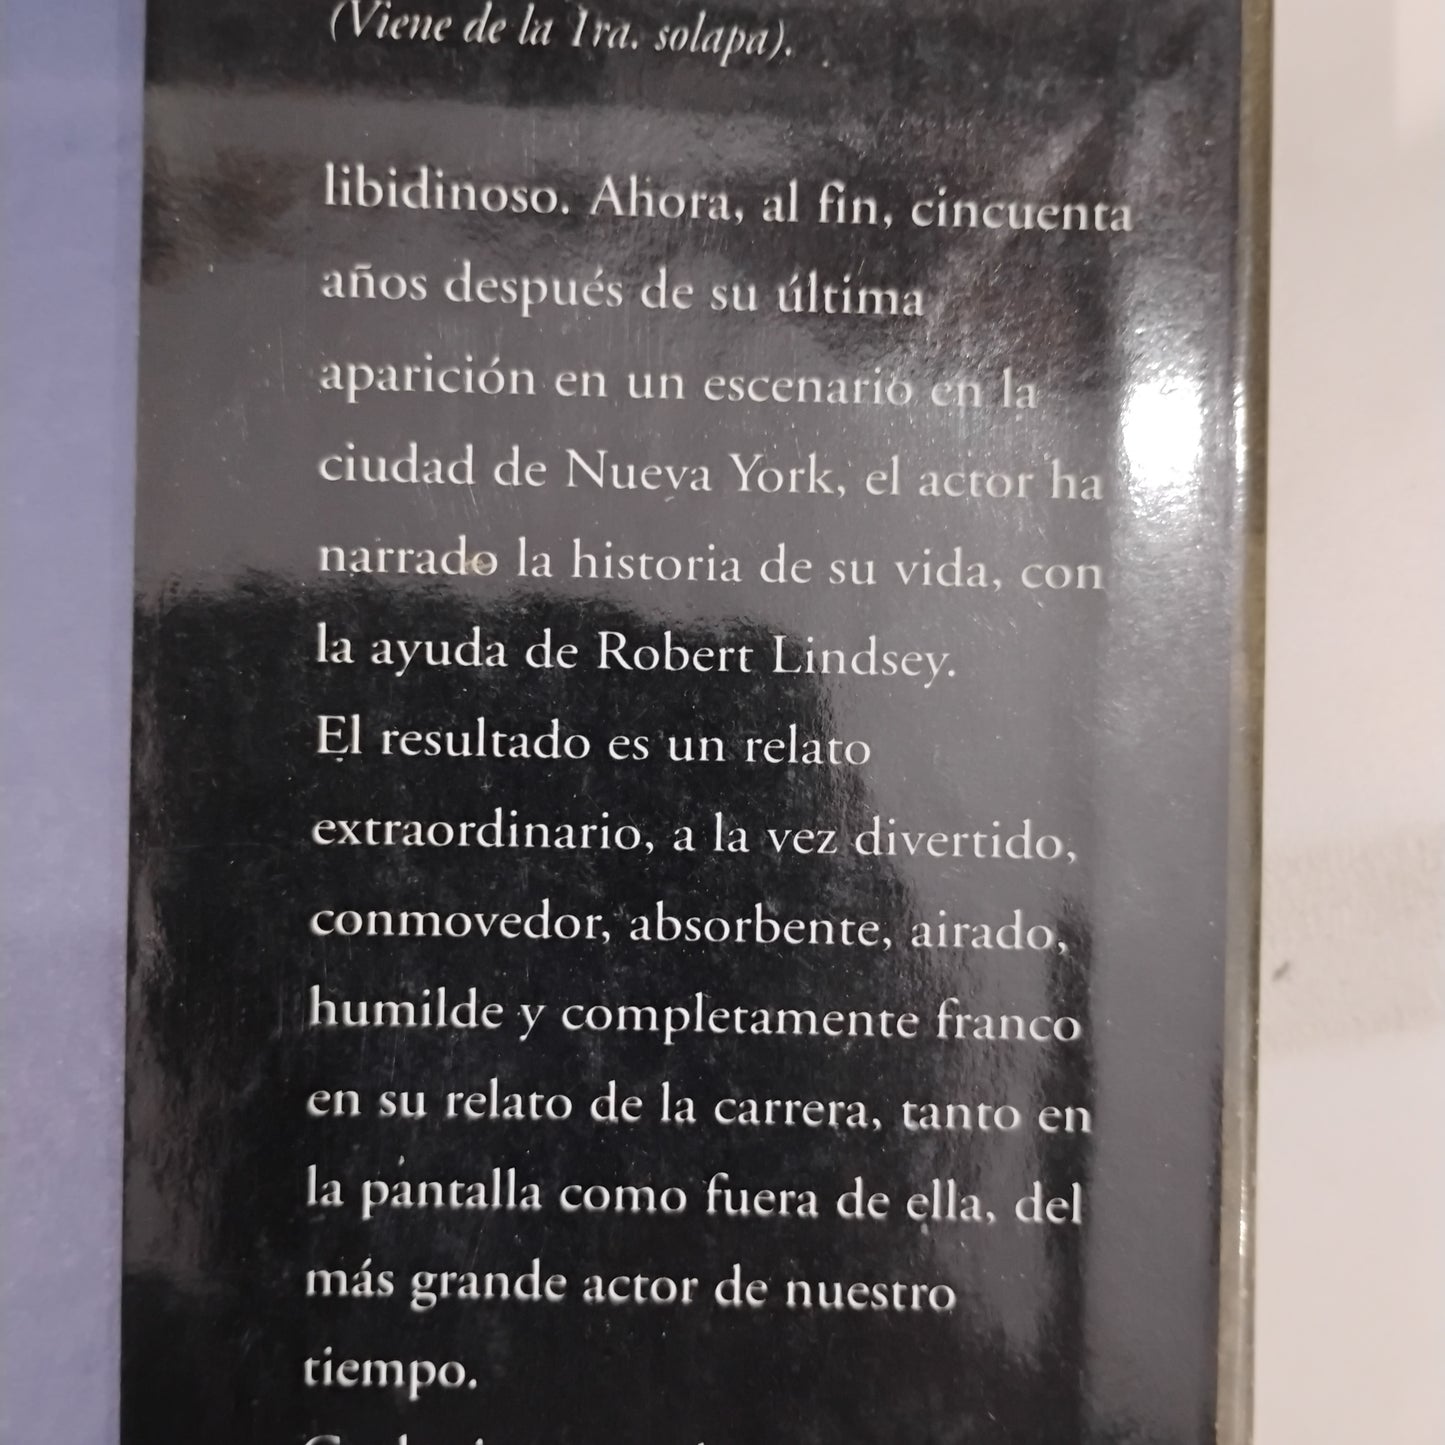 (Viene de la 1ra. solapa).
libidinoso. Ahora, al fin, cincuenta
años después de su última
aparición en un escenario en la
ciudad de Nueva York, el actor ha
narrado la historia de su vida, con
la ayuda de Robert Lindsey.
El resultado es un relato
extraordinario, a la vez divertido,
conmovedor, absorbente, airado,
humilde y completamente franco
en su relato de la carrera, tanto en
la pantalla como fuera de ella, del
más grande actor de nuestro
tiempo.